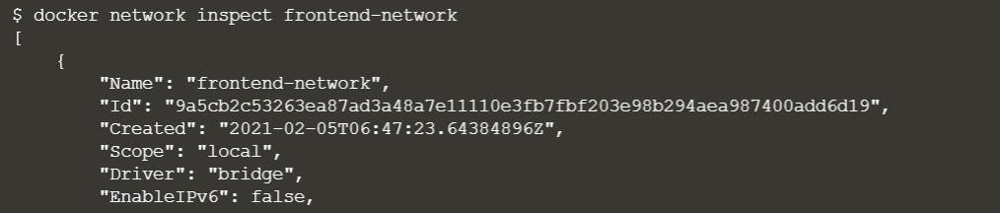 $ docker network inspect frontend-network
[
    {
        "Name": "frontend-network",
        "Id": "9a5cb2c53263ea87ad3a48a7e11110e3fb7fbf203e98b294aea987400add6d19",
        "Created": "2021-02-05T06:47:23.64384896Z",
        "Scope": "local",
        "Driver": "bridge",
        "EnableIPv6": false,